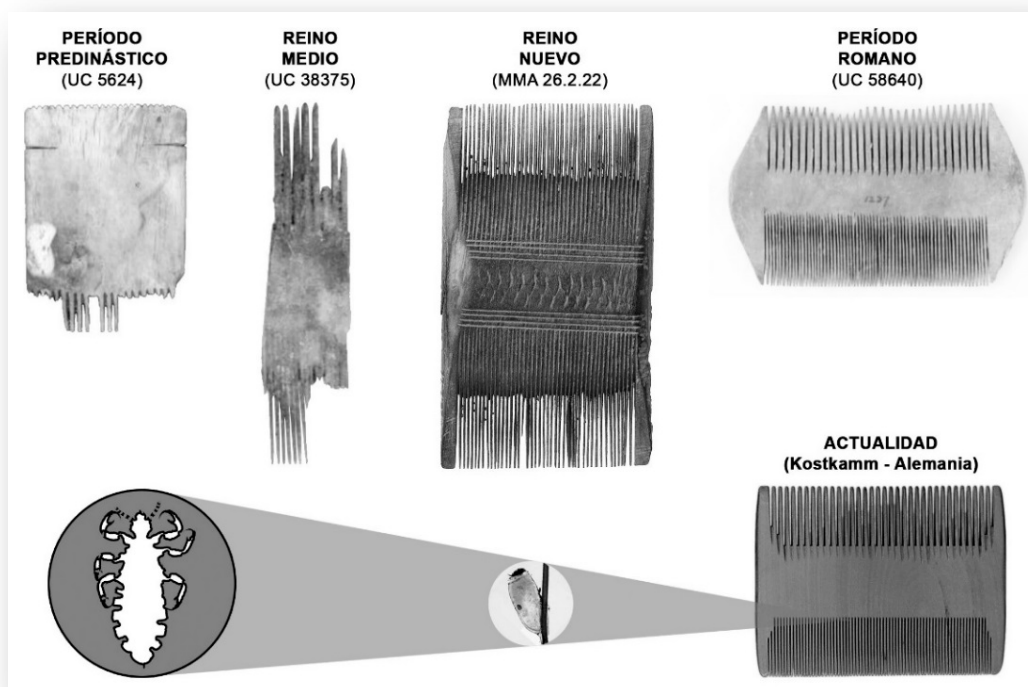 PERÍODO
PREDINÁSTICO
(UC 5624)
REINO
MEDIO
(UC 38375)
REINO
NUEVO
(MMA 26.2.22)
PERÍODO
ROMANO
(UC 58640)
ACTUALIDAD
(Kostkamm - Alemania)